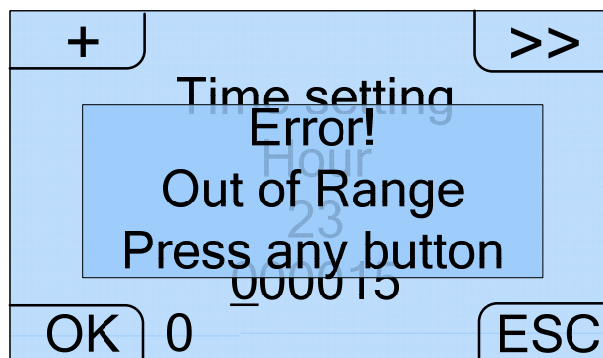 + >>
Time setting
Error!
Hour
Out of Range
23
Press any button
000015
OK 0 ESC